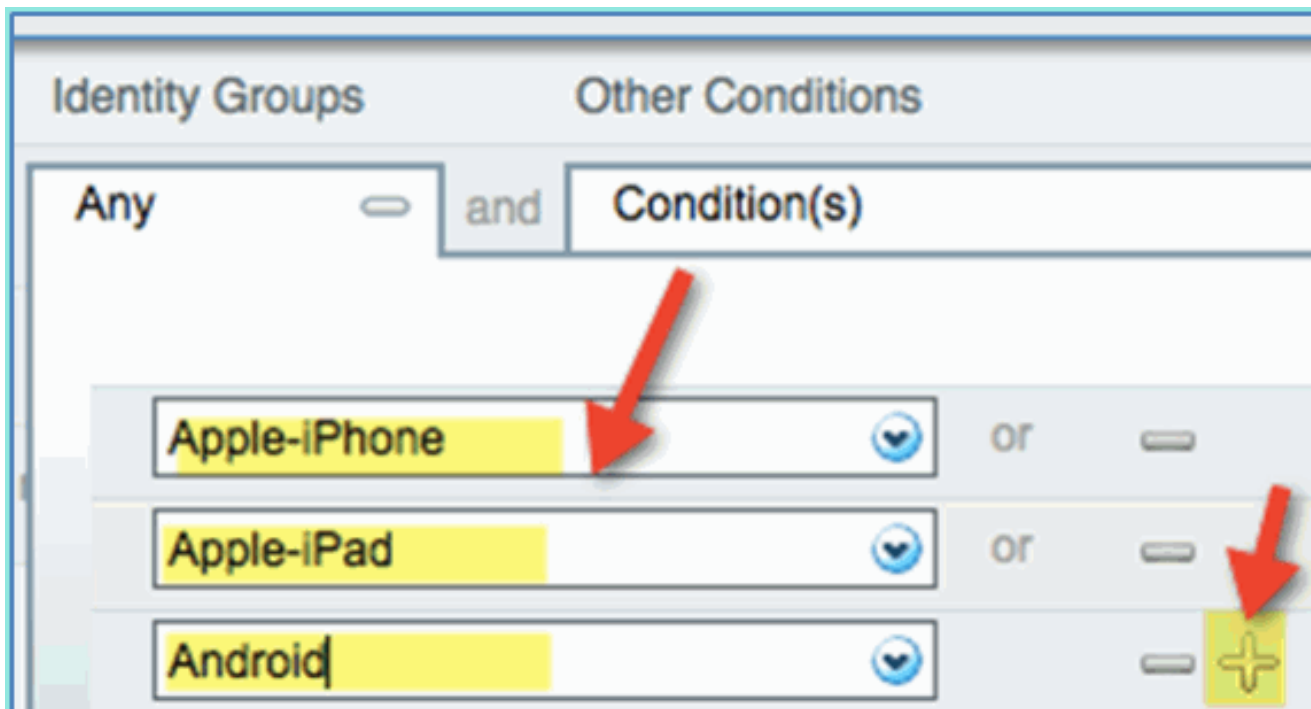 Identity Groups Other Conditions
Any and Condition(s)
Apple-iPhone or
Apple-iPad or
Android